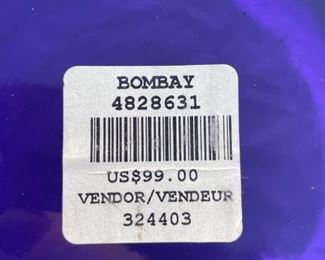 BOMBAY
4828631
US$99.00
VENDOR/VENDEUR
324403